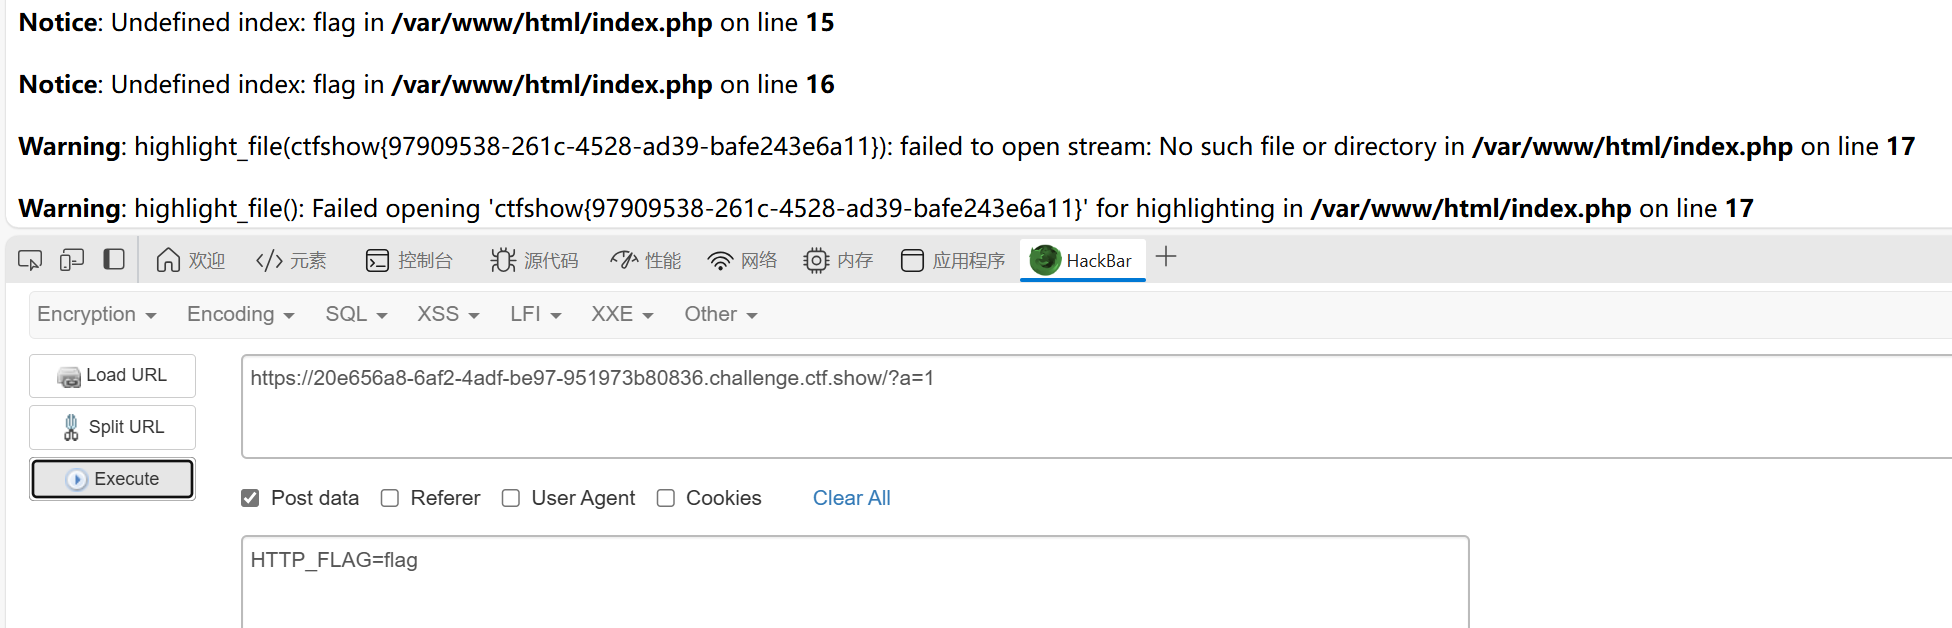 Notice: Undefined index: flag in /var/www/html/index.php on line 15
Notice: Undefined index: flag in /var/www/html/index.php on line 16
Warning: highlight_file(ctfshow{97909538-261c-4528-ad39-bafe243e6a11}): failed to open stream: No such file or directory in /var/www/html/index.php on line 17
Warning: highlight_file(): Failed opening 'ctfshow{97909538-261c-4528-ad39-bafe243e6a11}' for highlighting in /var/www/html/index.php on line 17
欢迎 元素 控制台 源代码 性能 网络 内存 应用程序 HackBar
Encryption Encoding SQL XSS LFI XXE Other
Load URL
https://20e656a8-6af2-4adf-be97-951973b80836.challenge.ctf.show/?a=1
Split URL
Execute
Post data Referer User Agent Cookies Clear All
HTTP_FLAG=flag